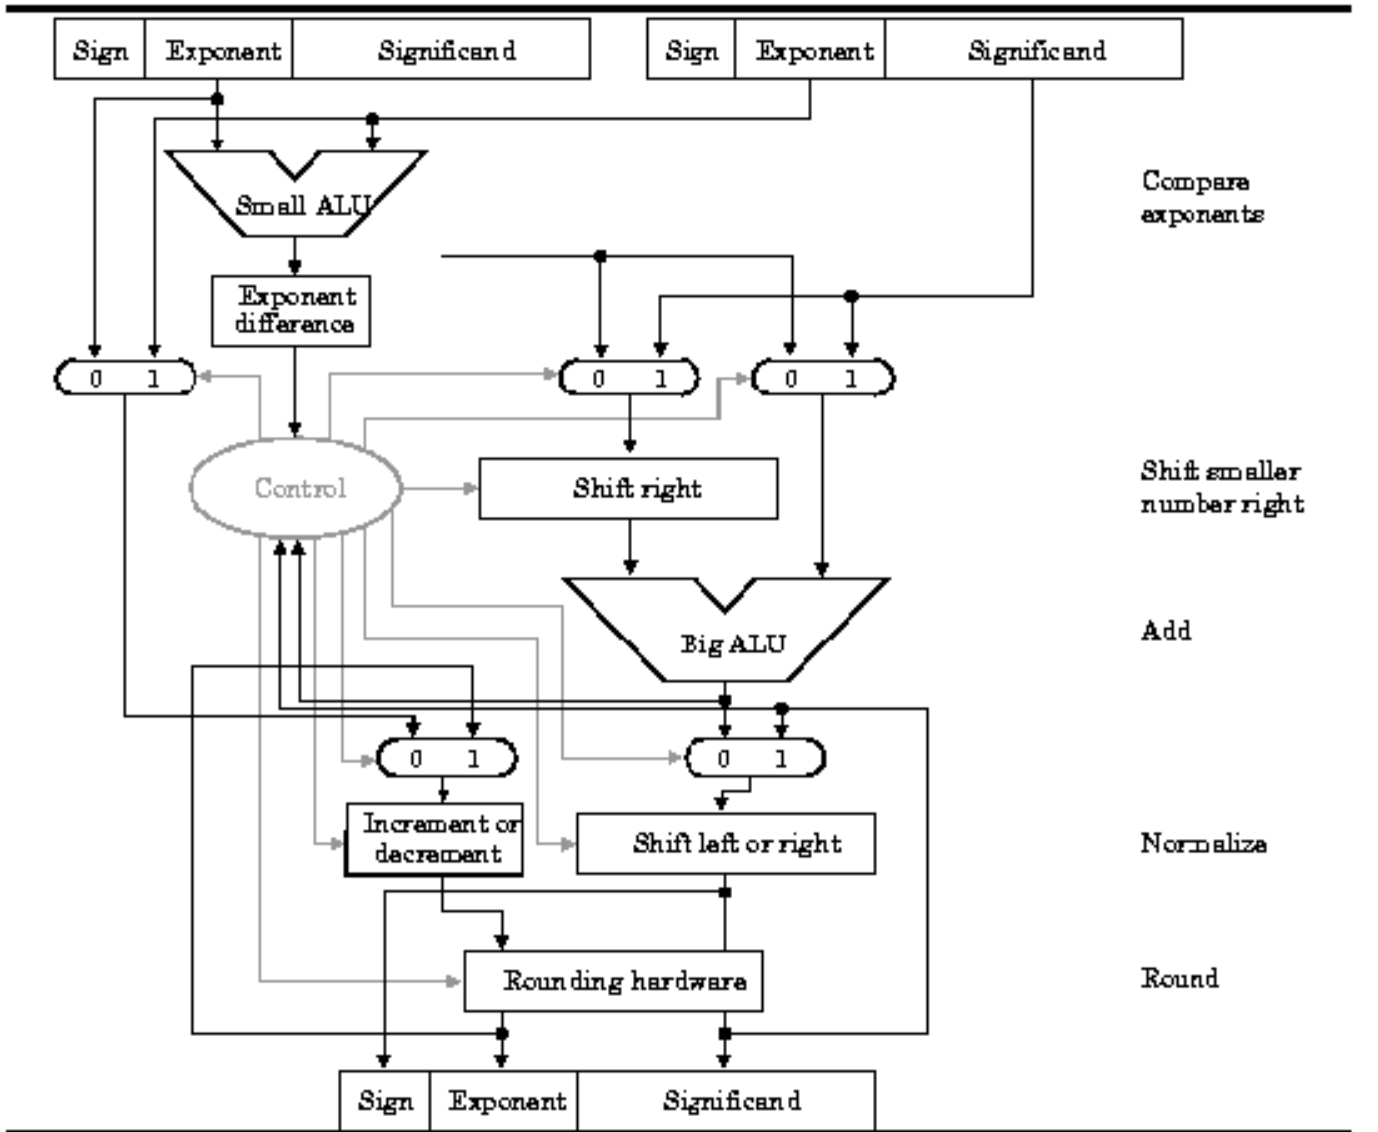 Sign Exponent Significand Sign Exponent Significand
Compare
exponents
Small ALU
Exponent
difference
0 1 0 1 0 1
Control
Shift right
Shift smaller
number right
Big ALU
Add
0 1 0 1
Increment or
decrement
Shift left or right
Normalize
Rounding hardware
Round
Sign Exponent Significand